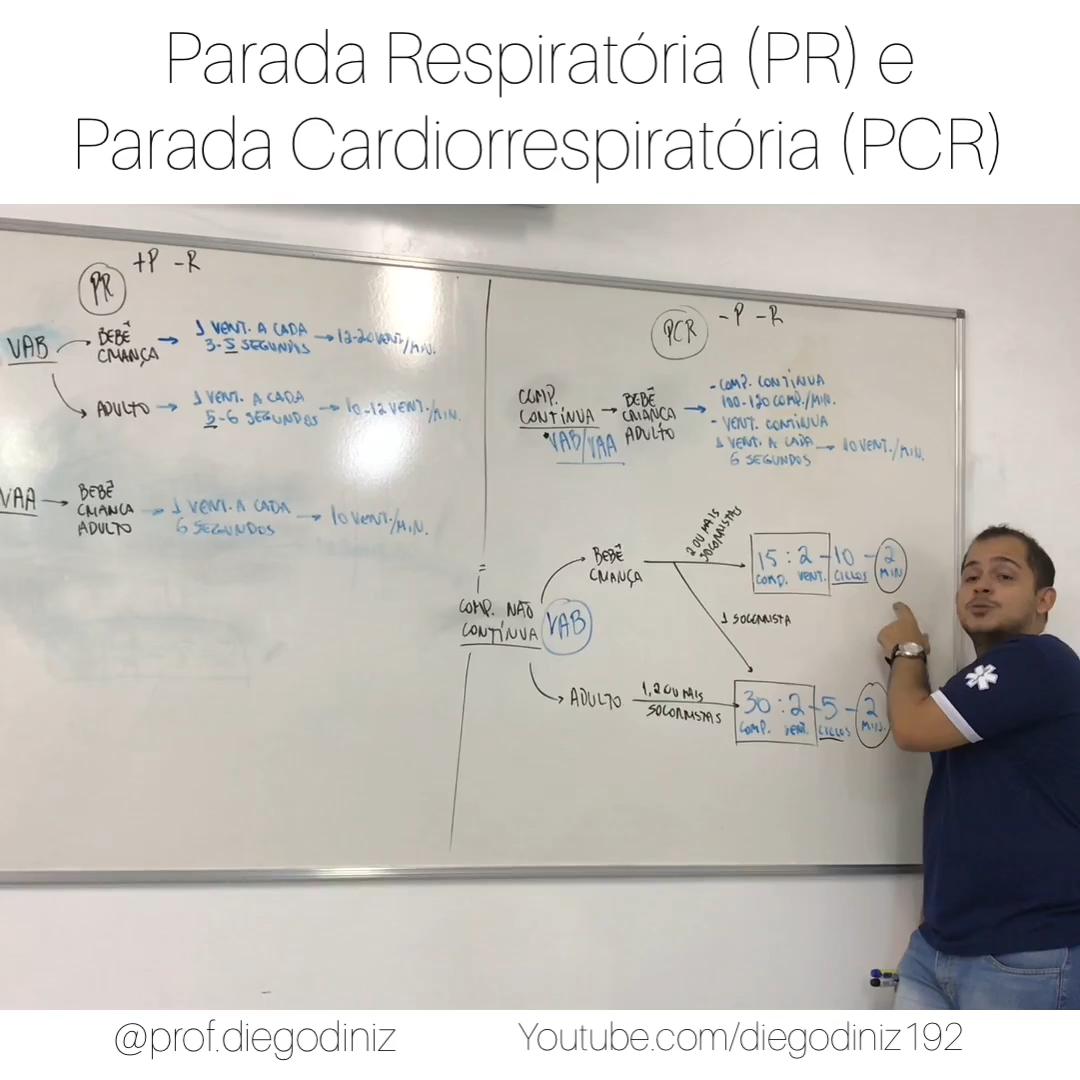 Parada Respiratória (PR) e
Parada Cardiorrespiratória (PCR)
PR +P -R
VAB
BEBÊ
CRIANÇA
1 VENT. A CADA
3-5 SEGUNDOS
12-20 VENT./MIN.
ADULTO
1 VENT. A CADA
5-6 SEGUNDOS
10-12 VENT./MIN.
VAA
BEBÊ
CRIANÇA
ADULTO
1 VENT. A CADA
6 SEGUNDOS
10 VENT./MIN.
PCR -P -R
COMP.
CONTÍNUA
VAB/VAA
BEBÊ
CRIANÇA
ADULTO
- COMP. CONTÍNUA
100-120 COMP./MIN.
- VENT. CONTÍNUA
1 VENT. A CADA
6 SEGUNDOS
10 VENT./MIN.
COMP. NÃO
CONTÍNUA
VAB
BEBÊ
CRIANÇA
2 OU MAIS
SOCORRISTAS
15 : 2 - 10 - 2
COMP. VENT. CICLOS MIN
1 SOCORRISTA
ADULTO
1, 2 OU MAIS
SOCORRISTAS
30 : 2 - 5 - 2
COMP. VENT. CICLOS MIN.
@prof.diegodiniz
Youtube.com/diegodiniz192